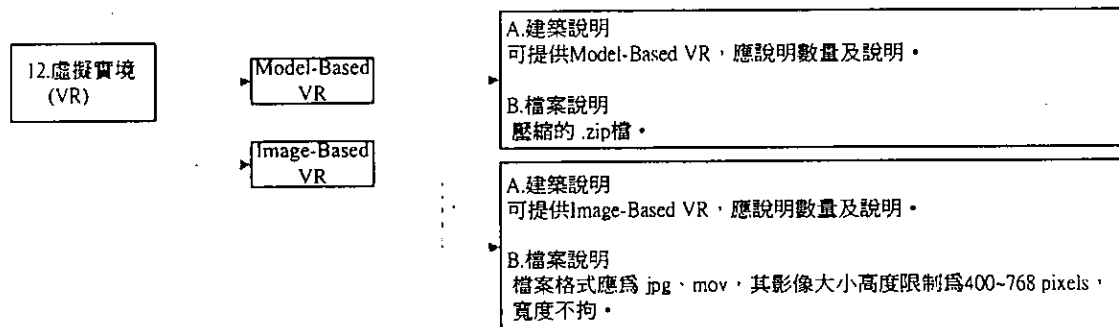 12.虛擬實境
(VR)
Model-Based
VR
Image-Based
VR
A.建築說明
可提供Model-Based VR，應說明數量及說明。
B.檔案說明
壓縮的 .zip檔。
A.建築說明
可提供Image-Based VR，應說明數量及說明。
B.檔案說明
檔案格式應爲 jpg、mov，其影像大小高度限制爲400~768 pixels，
寬度不拘。